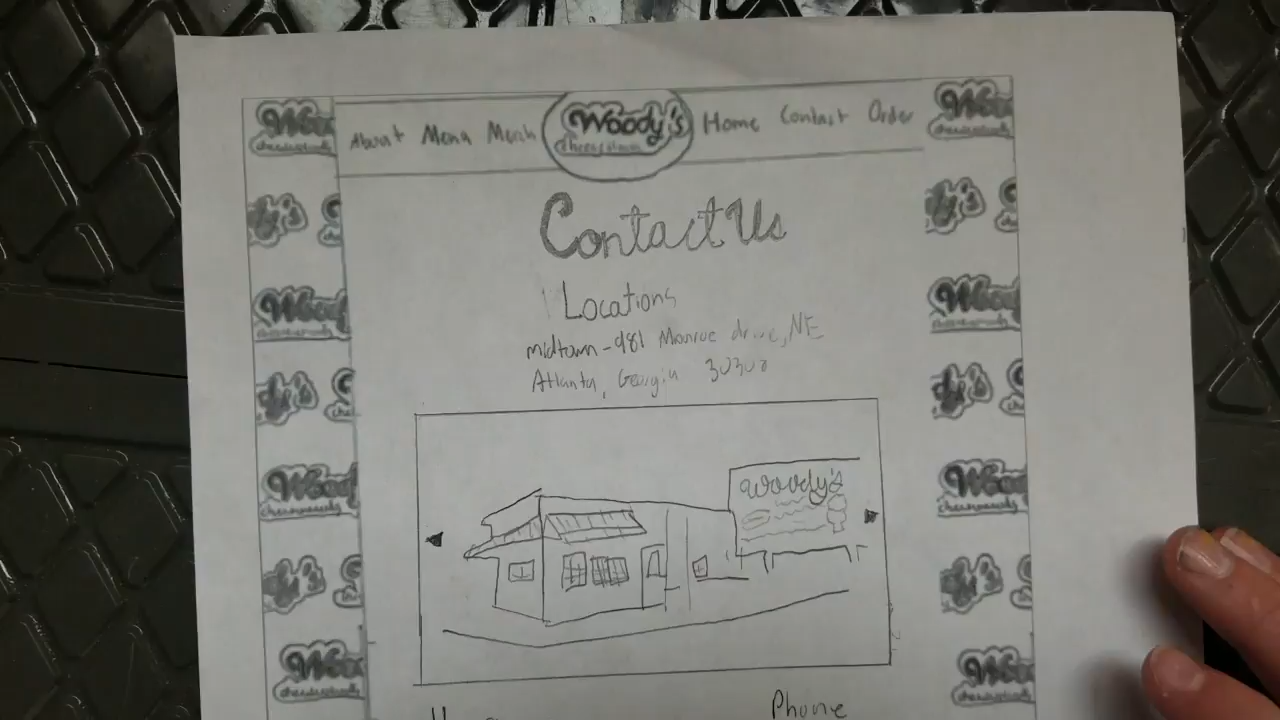 About Menu Merch Woody's Home Contact Order
cheesesteaks
Contact Us
Locations
midtown - 981 Monroe drive, NE
Atlanta, Georgia 30308
woody's
Phone